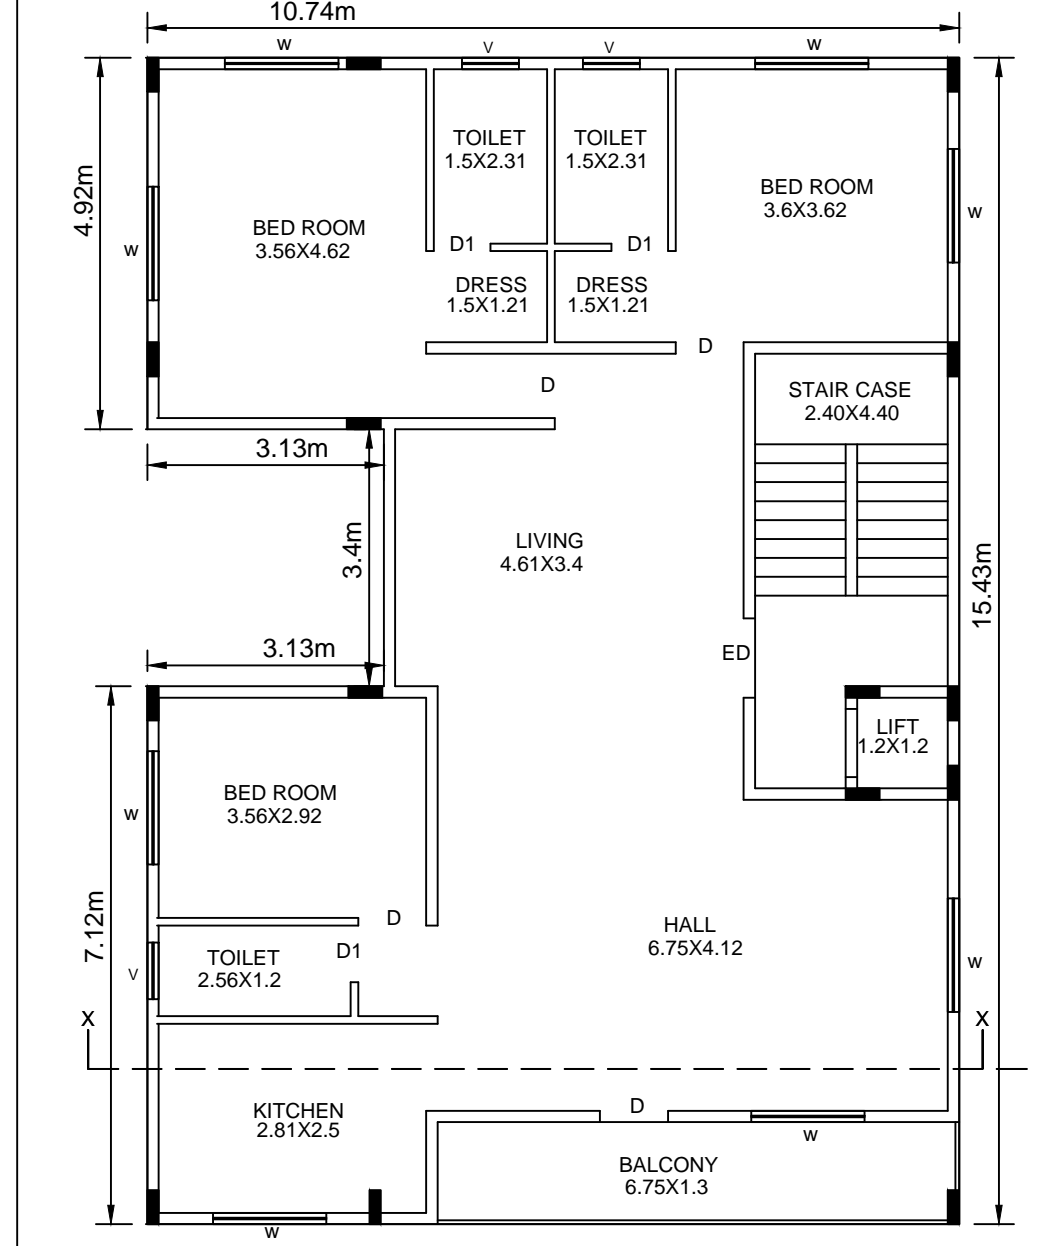 10.74m
W
V
V
W
4.92m
TOILET
1.5X2.31
TOILET
1.5X2.31
BED ROOM
3.6X3.62
BED ROOM
3.56X4.62
W
W
D1
D1
DRESS
1.5X1.21
DRESS
1.5X1.21
D
D
STAIR CASE
2.40X4.40
3.13m
3.4m
LIVING
4.61X3.4
15.43m
3.13m
ED
LIFT
1.2X1.2
BED ROOM
3.56X2.92
W
7.12m
D
HALL
6.75X4.12
D1
TOILET
2.56X1.2
V
W
X
X
KITCHEN
2.81X2.5
D
W
BALCONY
6.75X1.3
W